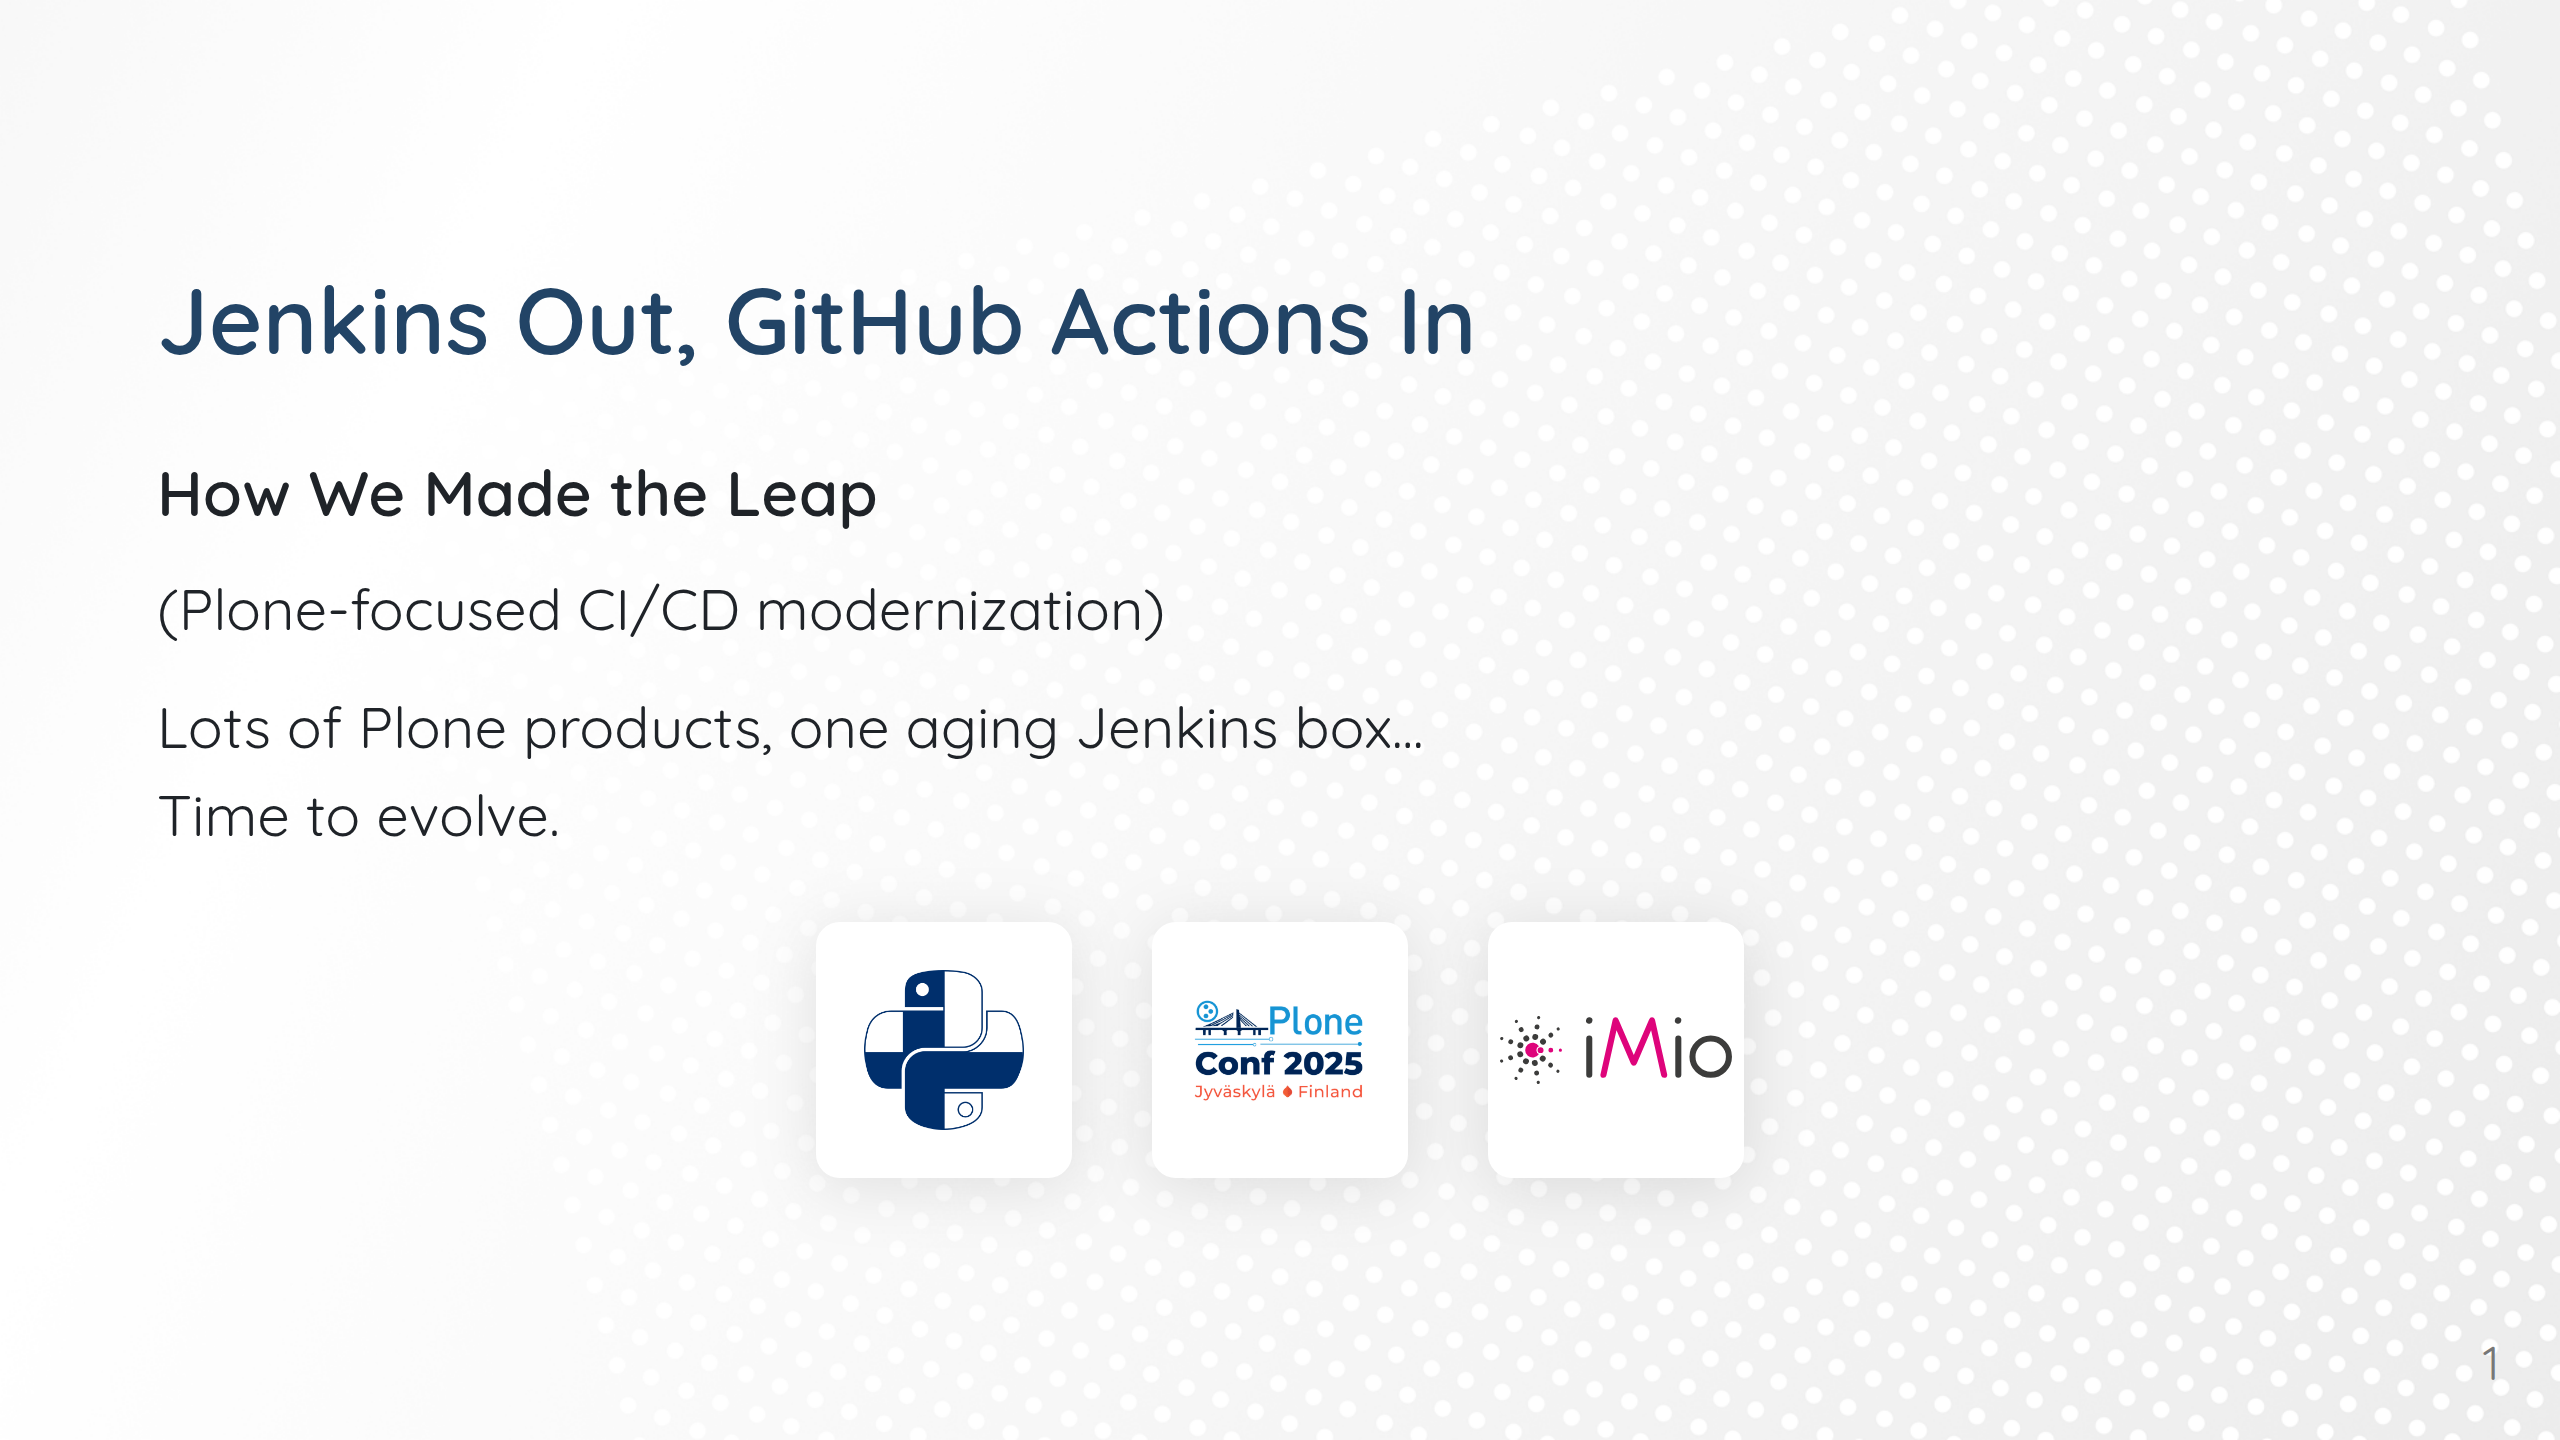 Jenkins Out, GitHub Actions In
How We Made the Leap
(Plone-focused CI/CD modernization)
Lots of Plone products, one aging Jenkins box...
Time to evolve.
Plone
Conf 2025
Jyväskylä Finland
iMio
1